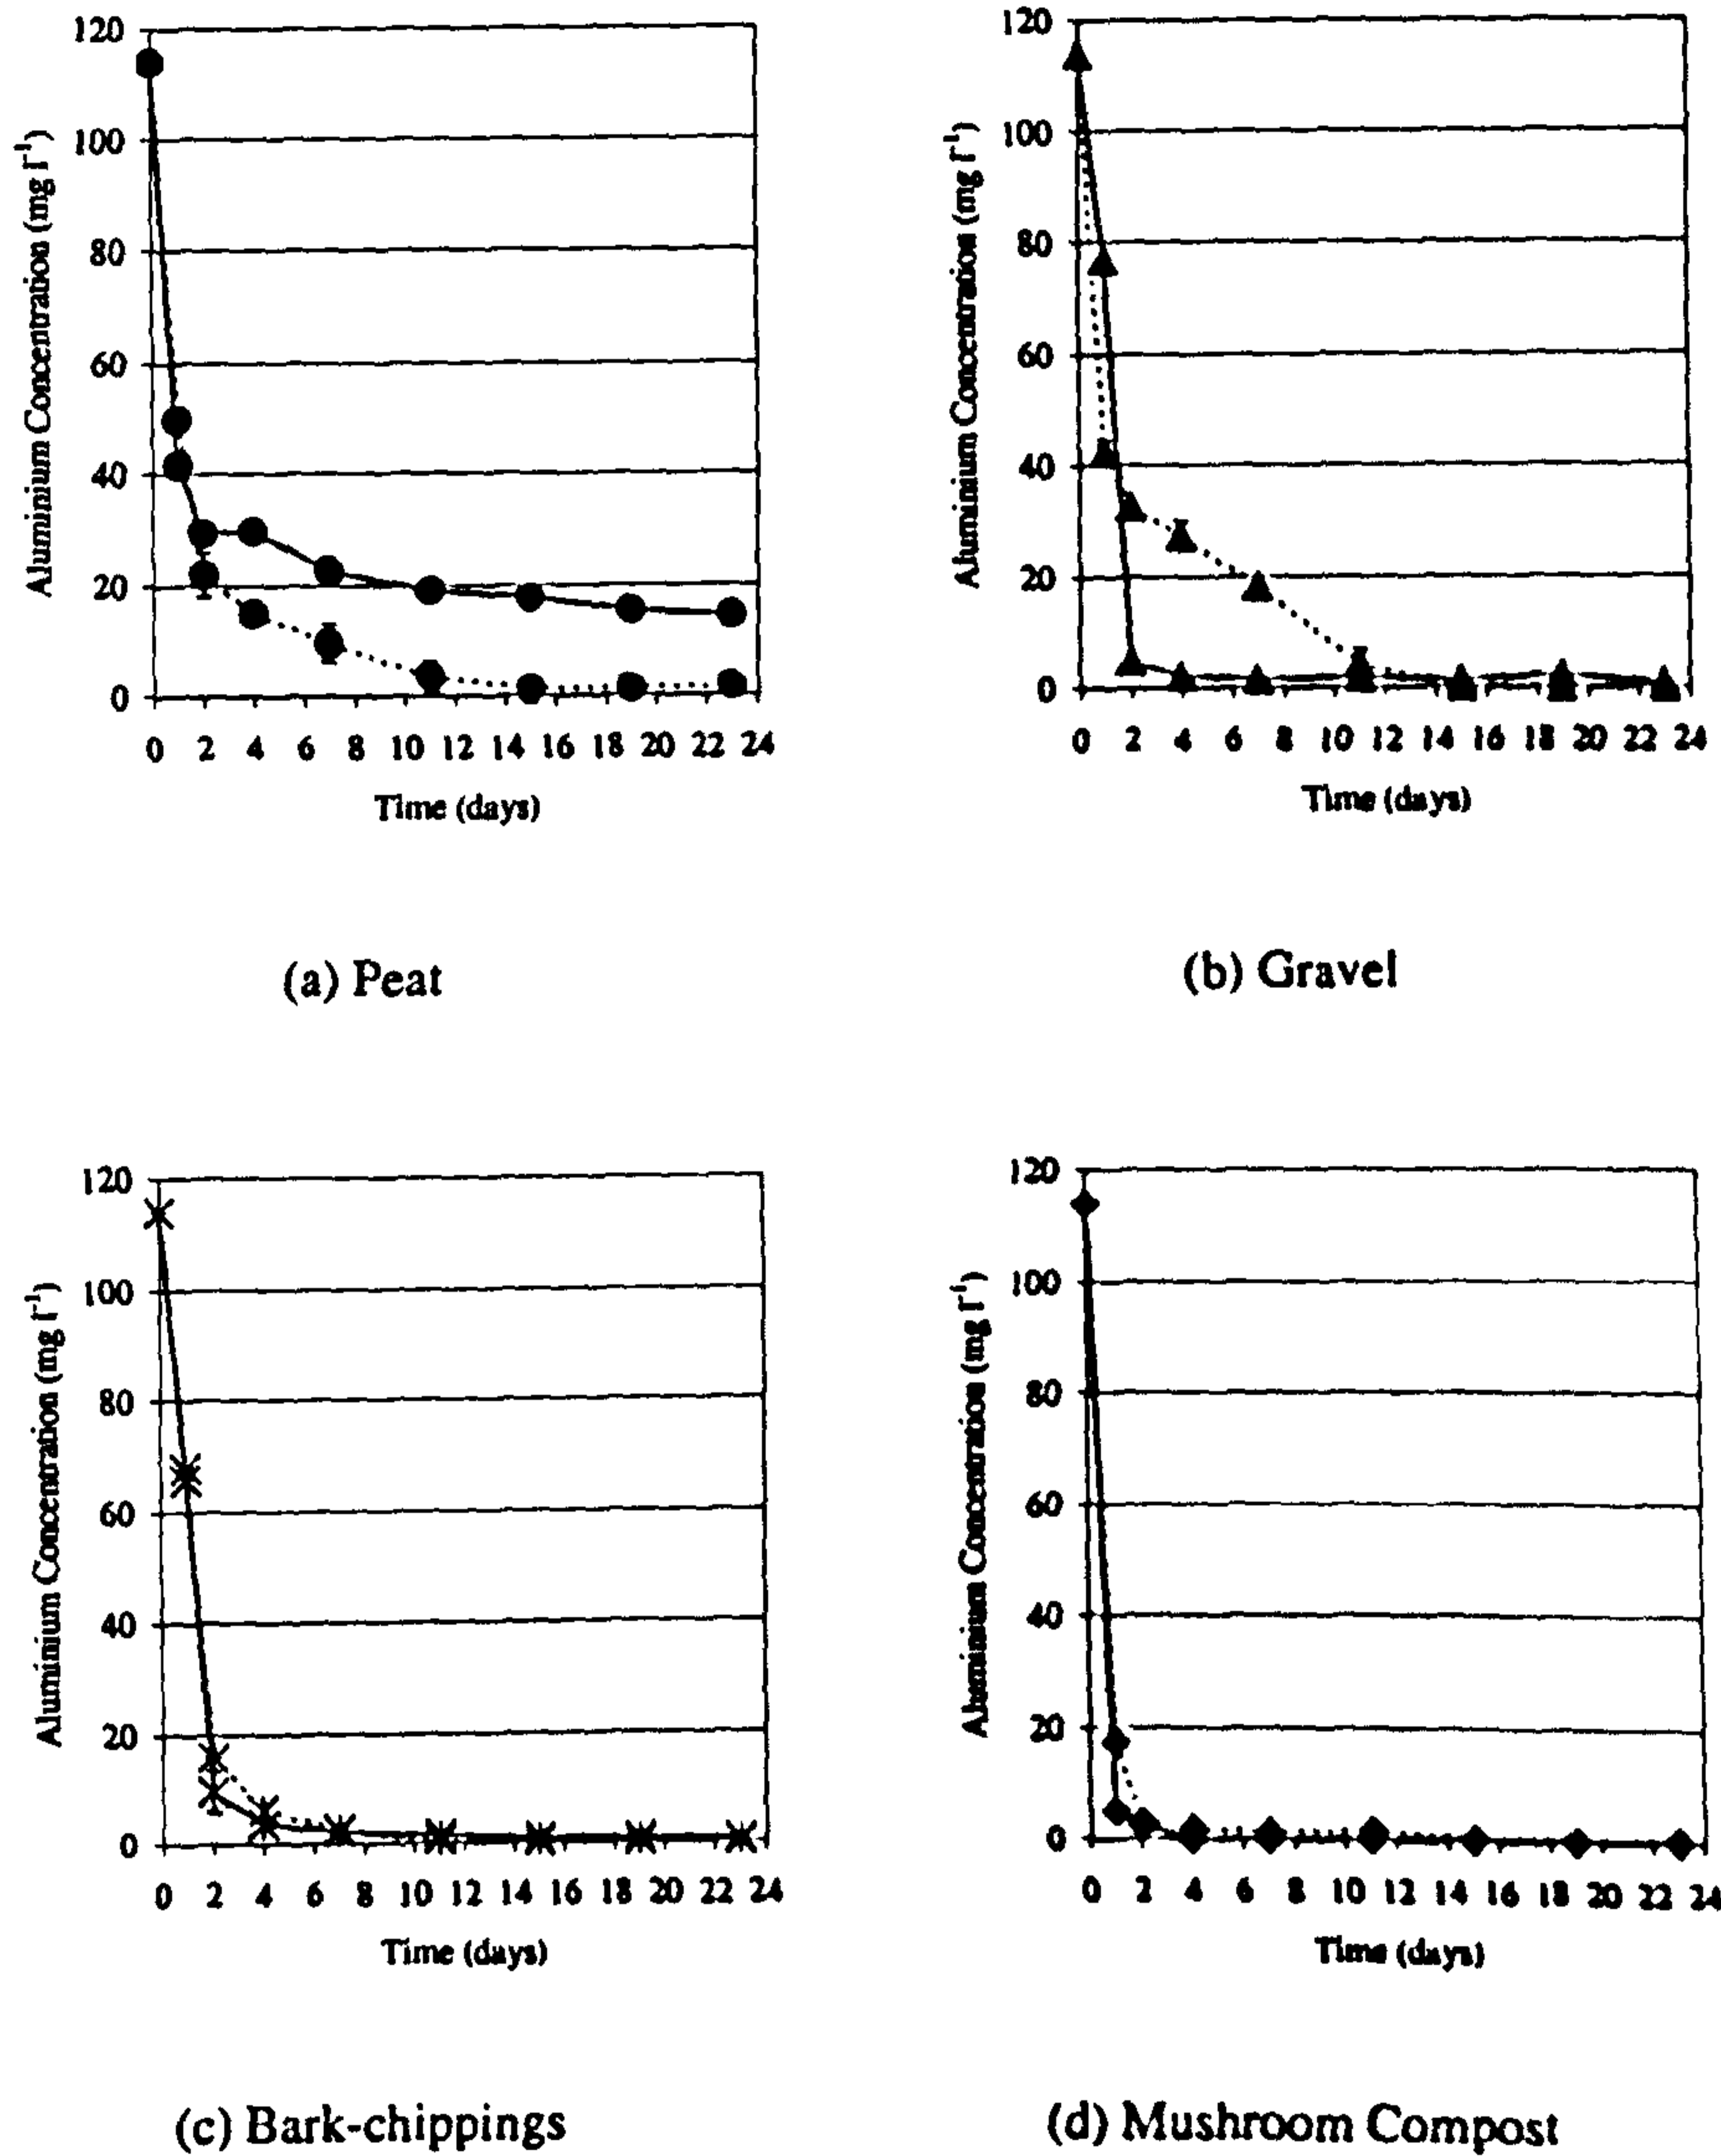 120
100
80
60
40
20
0
Aluminium Concentration (mg l⁻¹)
0 2 4 6 8 10 12 14 16 18 20 22 24
Time (days)
(a) Peat
120
100
80
60
40
20
0
Aluminium Concentration (mg l⁻¹)
0 2 4 6 8 10 12 14 16 18 20 22 24
Time (days)
(b) Gravel
120
100
80
60
40
20
0
Aluminium Concentration (mg l⁻¹)
0 2 4 6 8 10 12 14 16 18 20 22 24
Time (days)
(c) Bark-chippings
120
100
80
60
40
20
0
Aluminium Concentration (mg l⁻¹)
0 2 4 6 8 10 12 14 16 18 20 22 24
Time (days)
(d) Mushroom Compost